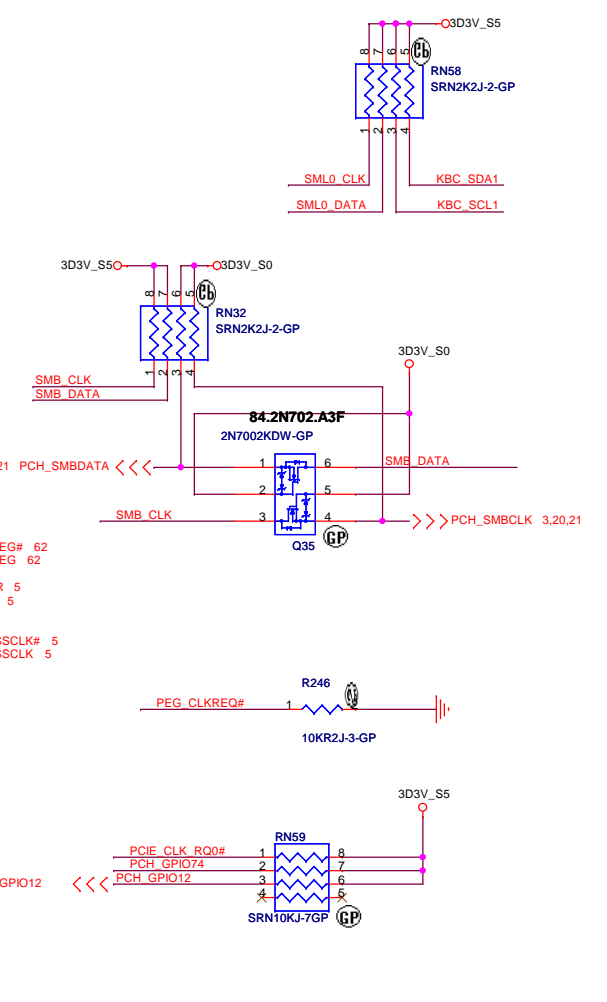 3D3V_S5
8 7 6 5
RN58
SRN2K2J-2-GP
1 2 3 4
SML0_CLK KBC_SDA1
SML0_DATA KBC_SCL1
3D3V_S5 3D3V_S0
8 7 6 5
RN32
SRN2K2J-2-GP
1 2 3 4
3D3V_S0
SMB_CLK
SMB_DATA
84.2N702.A3F
2N7002KDW-GP
21 PCH_SMBDATA 1 6 SMB_DATA
2 5
SMB_CLK 3 4 PCH_SMBCLK 3,20,21
Q35 GP
EG# 62
EG 62
R 5
5
SSCLK# 5
SSCLK 5
R246
PEG_CLKREQ# 1
10KR2J-3-GP
3D3V_S5
RN59
PCIE_CLK_RQ0# 1 8
PCH_GPIO74 2 7
GPIO12 PCH_GPIO12 3 6
4 5
SRN10KJ-7GP GP